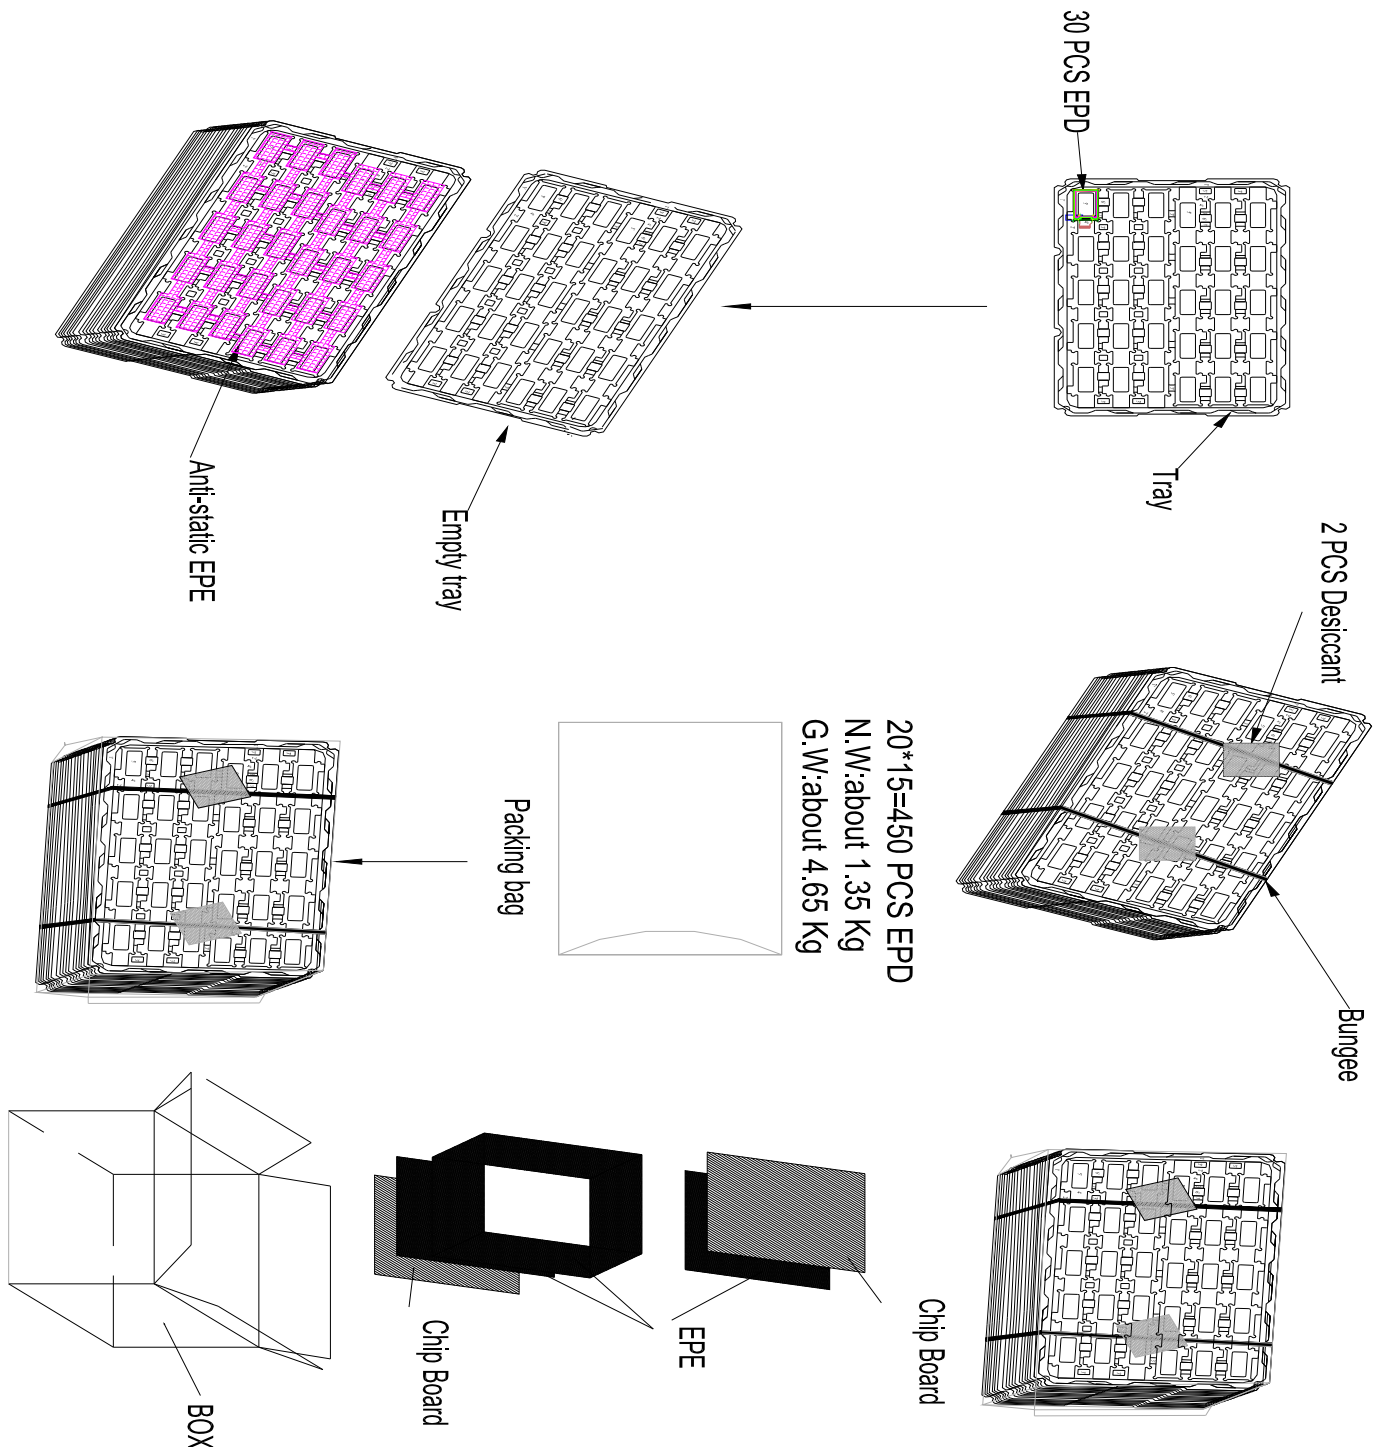 30 PCS EPD
Tray
Empty tray
Anti-static EPE
2 PCS Desiccant
Bungee
20*15=450 PCS EPD
N.W:about 1.35 Kg
G.W:about 4.65 Kg
Packing bag
Chip Board
EPE
Chip Board
BOX